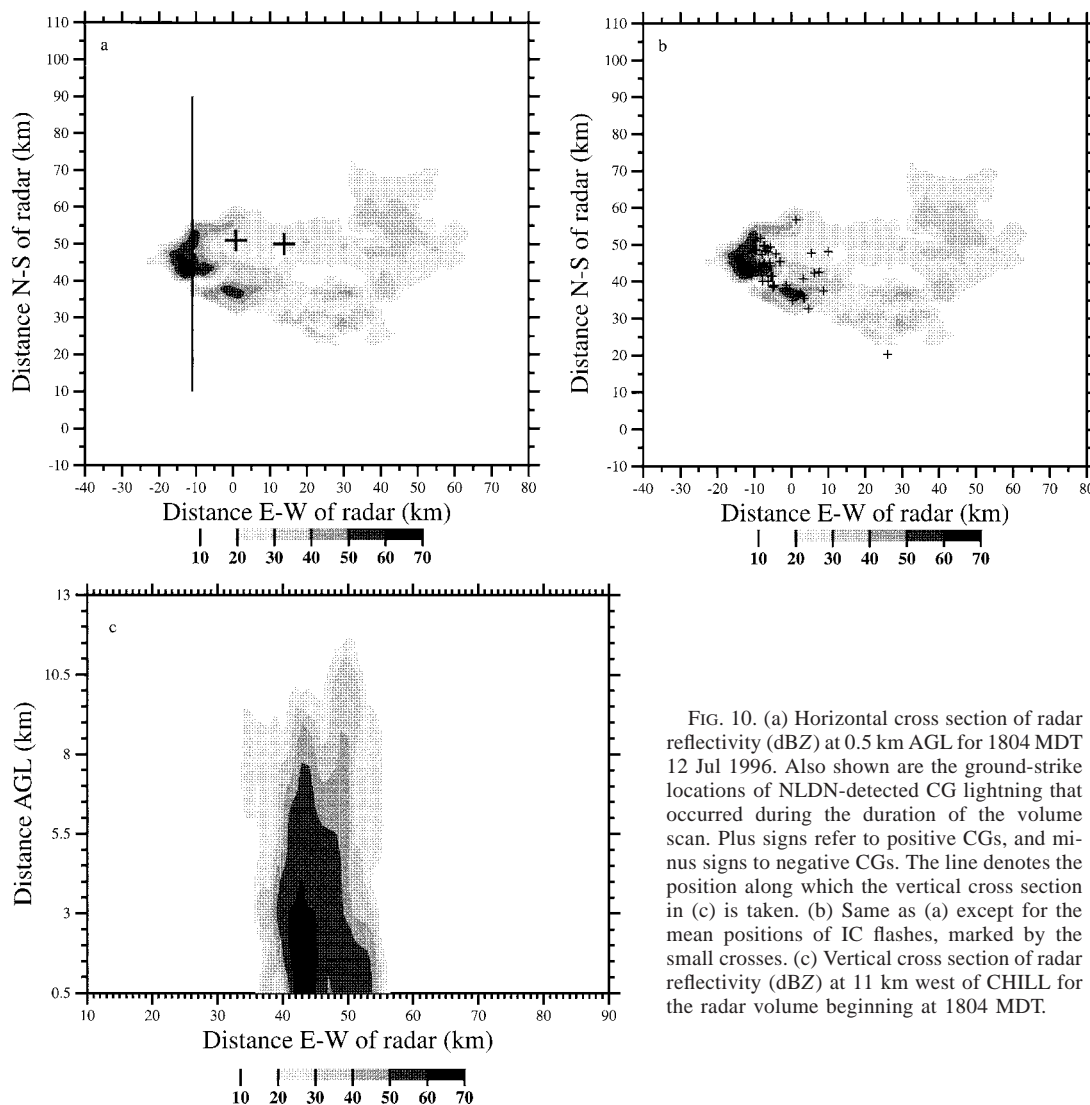 a
110
100
90
80
70
60
50
40
30
20
10
0
-10
Distance N-S of radar (km)
-40 -30 -20 -10 0 10 20 30 40 50 60 70 80
Distance E-W of radar (km)
10 20 30 40 50 60 70
b
110
100
90
80
70
60
50
40
30
20
10
0
-10
Distance N-S of radar (km)
-40 -30 -20 -10 0 10 20 30 40 50 60 70 80
Distance E-W of radar (km)
10 20 30 40 50 60 70
c
13
10.5
8
5.5
3
0.5
Distance AGL (km)
10 20 30 40 50 60 70 80 90
Distance E-W of radar (km)
10 20 30 40 50 60 70
FIG. 10. (a) Horizontal cross section of radar
reflectivity (dBZ) at 0.5 km AGL for 1804 MDT
12 Jul 1996. Also shown are the ground-strike
locations of NLDN-detected CG lightning that
occurred during the duration of the volume
scan. Plus signs refer to positive CGs, and mi-
nus signs to negative CGs. The line denotes the
position along which the vertical cross section
in (c) is taken. (b) Same as (a) except for the
mean positions of IC flashes, marked by the
small crosses. (c) Vertical cross section of radar
reflectivity (dBZ) at 11 km west of CHILL for
the radar volume beginning at 1804 MDT.